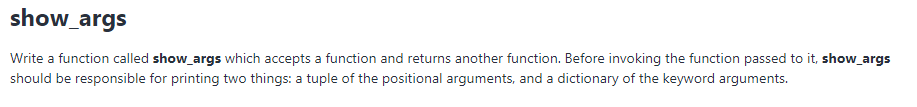 show_args
Write a function called show_args which accepts a function and returns another function. Before invoking the function passed to it, show_args
should be responsible for printing two things: a tuple of the positional arguments, and a dictionary of the keyword arguments.